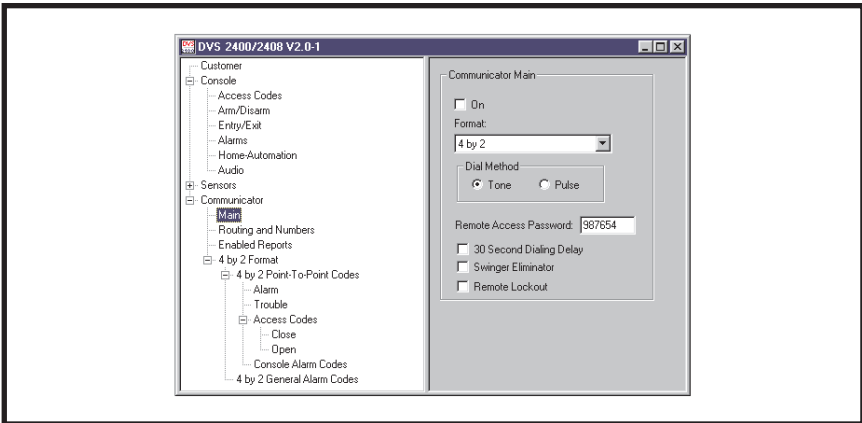 DVS 2400/2408 V2.0-1
Customer
Console
Access Codes
Arm/Disarm
Entry/Exit
Alarms
Home-Automation
Audio
Sensors
Communicator
Main
Routing and Numbers
Enabled Reports
4 by 2 Format
4 by 2 Point-To-Point Codes
Alarm
Trouble
Access Codes
Close
Open
Console Alarm Codes
4 by 2 General Alarm Codes
Communicator Main
On
Format:
4 by 2
Dial Method
Tone Pulse
Remote Access Password: 987654
30 Second Dialing Delay
Swinger Eliminator
Remote Lockout